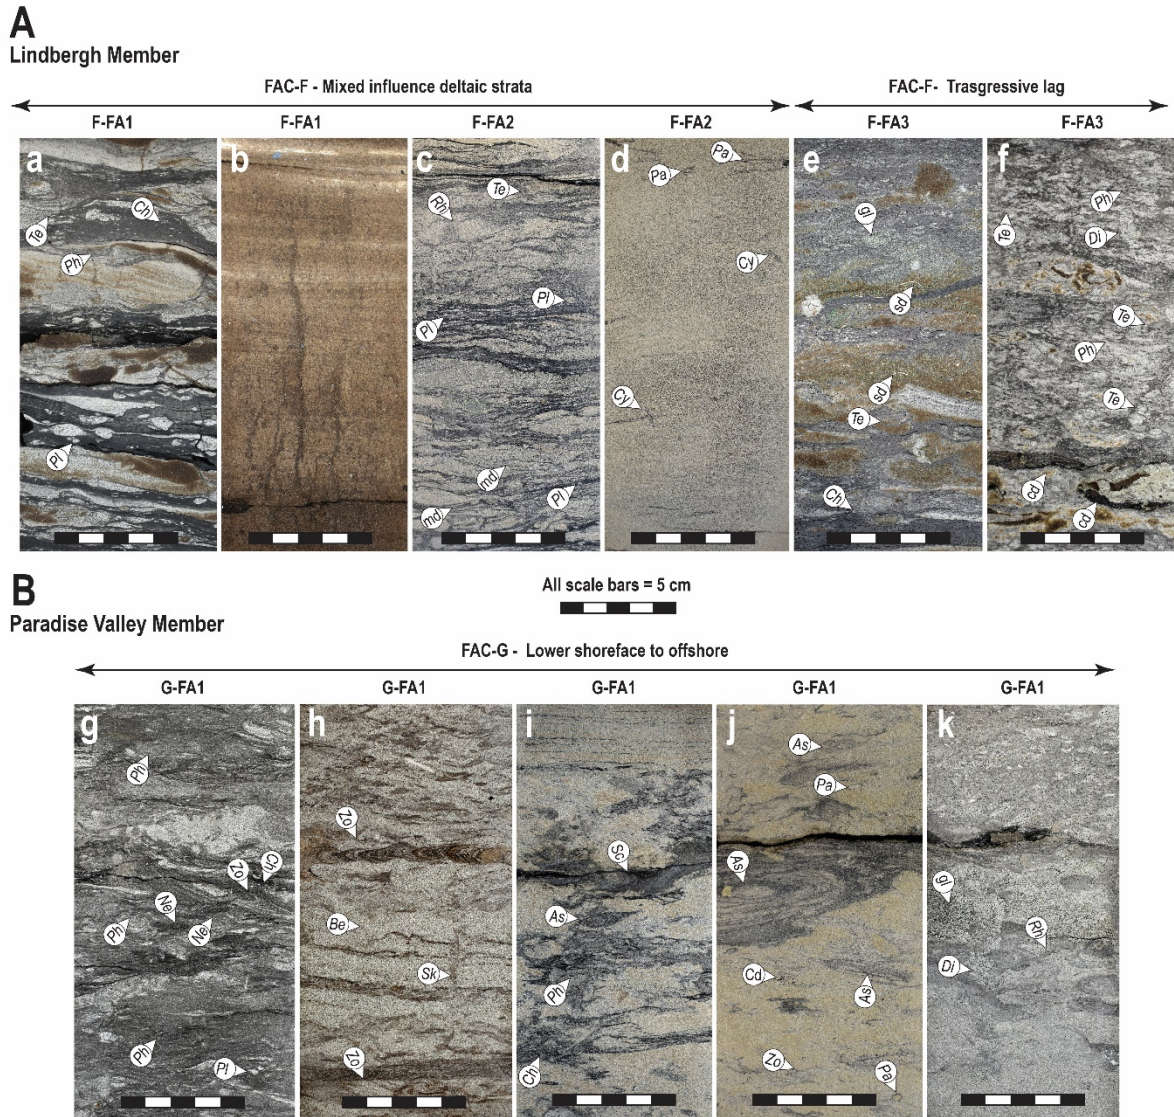 A
Lindbergh Member
FAC-F - Mixed influence deltaic strata
FAC-F- Trasgressive lag
F-FA1
F-FA1
F-FA2
F-FA2
F-FA3
F-FA3
a
Te
Ch
Ph
Pl
b
c
Te
Rh
Pl
Pl
md
md
Pl
d
Pa
Pa
Cy
Cy
e
gl
sd
sd
Te
Ch
f
Ph
Te
Di
Te
Ph
Te
cd
cd
B
All scale bars = 5 cm
Paradise Valley Member
FAC-G - Lower shoreface to offshore
G-FA1
G-FA1
G-FA1
G-FA1
G-FA1
g
Ph
Zo
Ch
Ne
Ph
Ne
Ph
Pl
h
Zo
Be
Sk
Zo
i
Sc
As
Ph
Ch
j
As
Pa
As
Cd
As
Zo
Pa
k
gl
Rh
Di